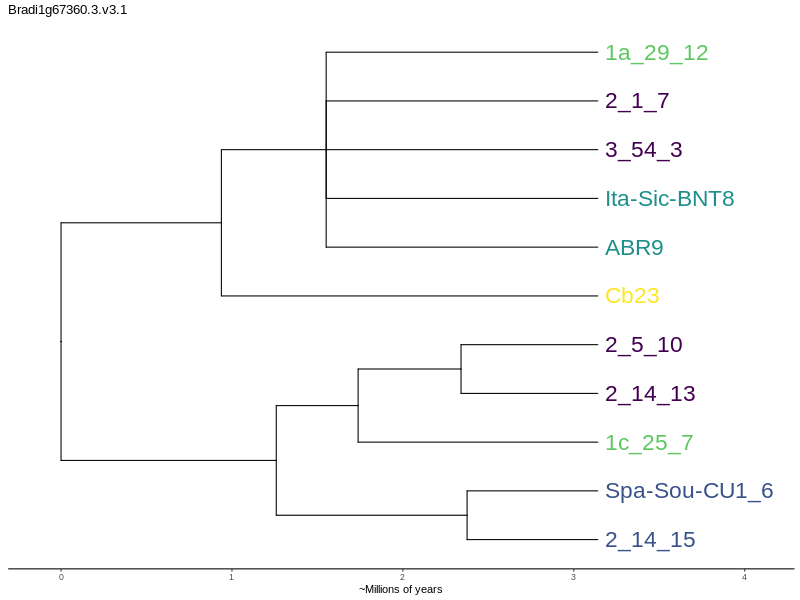 Bradi1g67360.3.v3.1
1a_29_12
2_1_7
3_54_3
Ita-Sic-BNT8
ABR9
Cb23
2_5_10
2_14_13
1c_25_7
Spa-Sou-CU1_6
2_14_15
0 1 2 3 4
~Millions of years